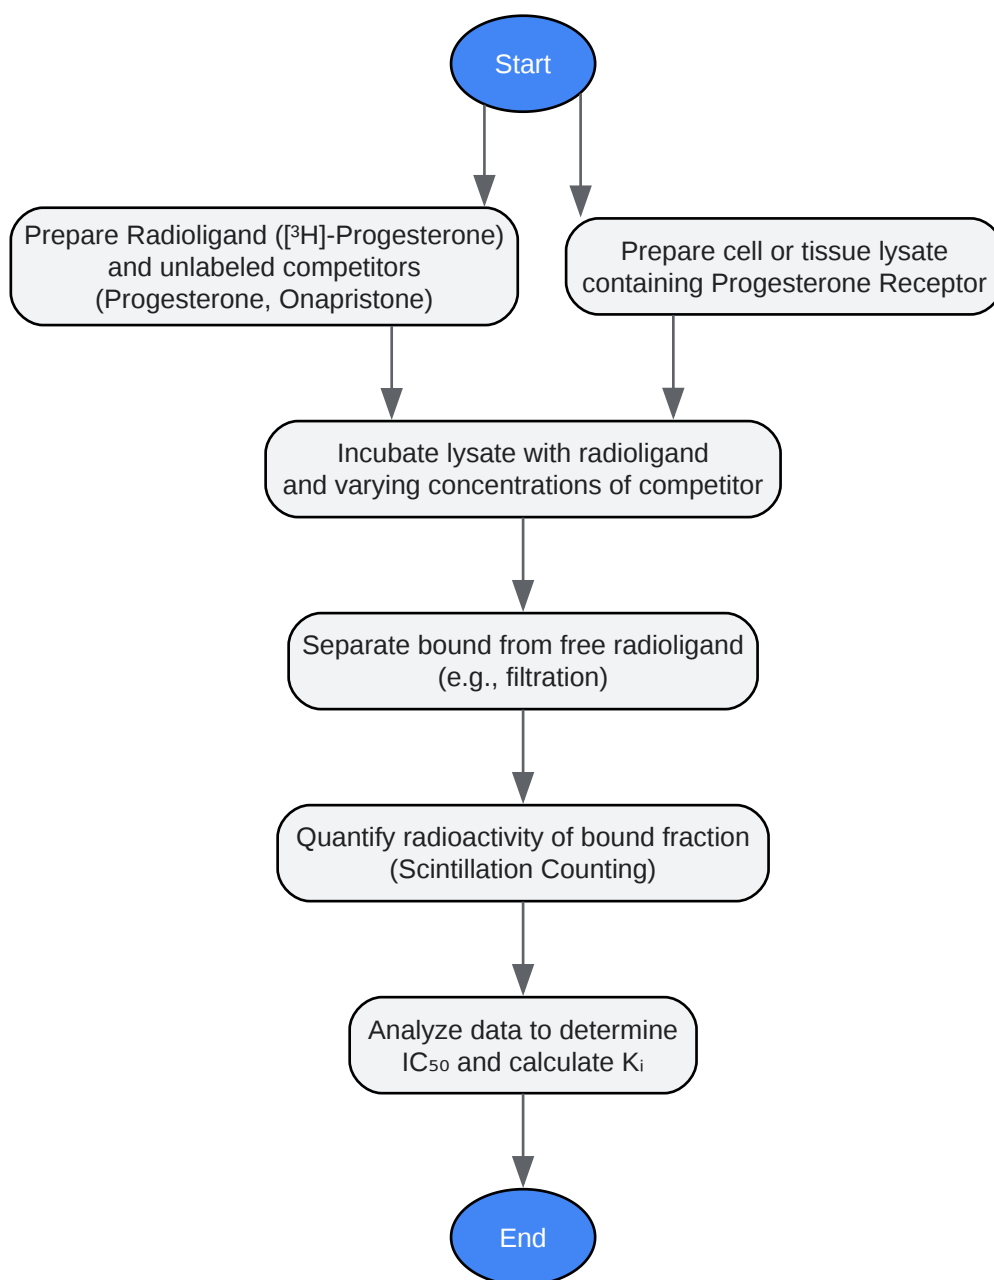 Start
Prepare Radioligand ([³H]-Progesterone)
and unlabeled competitors
(Progesterone, Onapristone)
Prepare cell or tissue lysate
containing Progesterone Receptor
Incubate lysate with radioligand
and varying concentrations of competitor
Separate bound from free radioligand
(e.g., filtration)
Quantify radioactivity of bound fraction
(Scintillation Counting)
Analyze data to determine
IC₅₀ and calculate Kᵢ
End